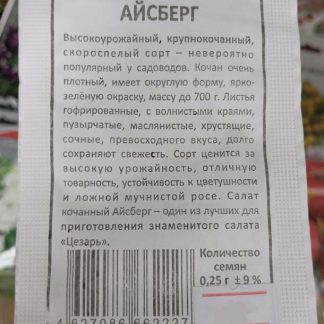 АЙСБЕРГ
Высокоурожайный, крупнокочанный,
скороспелый сорт – невероятно
популярный у садоводов. Кочан очень
плотный, имеет округлую форму, ярко-
зелёную окраску, массу до 700 г. Листья
гофрированные, с волнистыми краями,
пузырчатые, маслянистые, хрустящие,
сочные, превосходного вкуса, долго
сохраняют свежесть. Сорт ценится за
высокую урожайность, отличную
товарность, устойчивость к цветушности
и ложной мучнистой росе. Салат
кочанный Айсберг – один из лучших для
приготовления знаменитого салата
«Цезарь».
Количество
семян
0,25 г ± 9 %
4 627086 662227